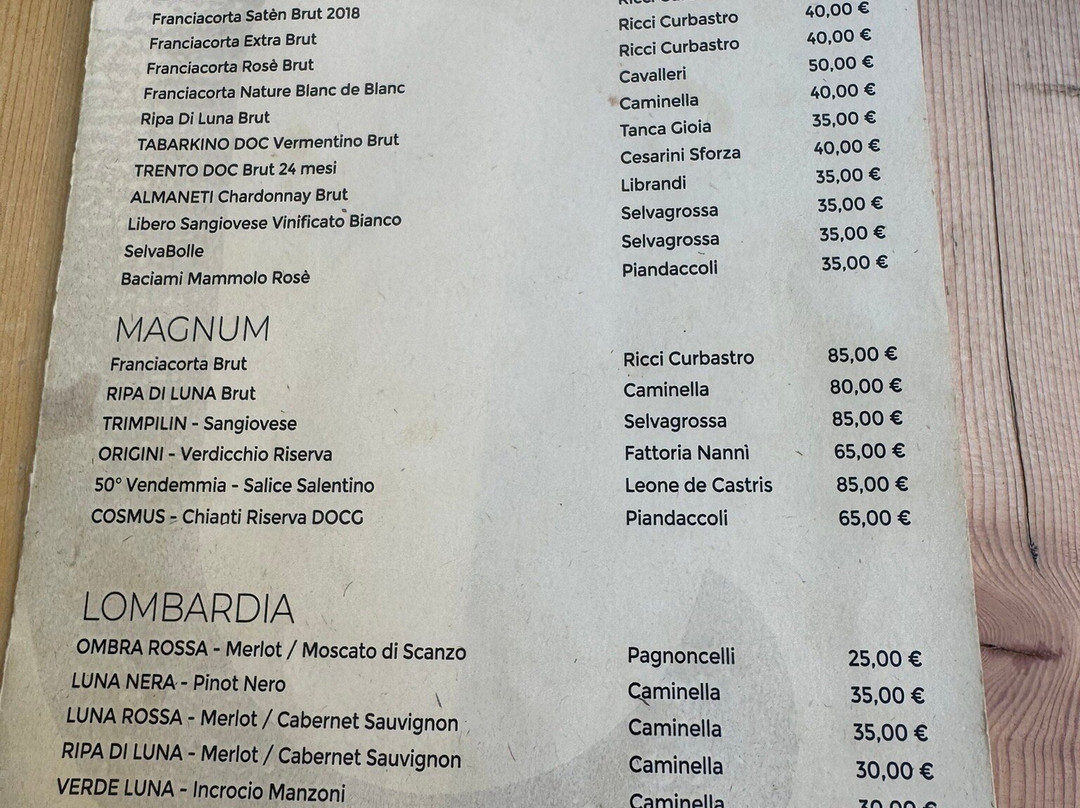 Franciacorta Satèn Brut 2018 Ricci
Franciacorta Extra Brut Ricci Curbastro 40,00 €
Franciacorta Rosè Brut Ricci Curbastro 40,00 €
Franciacorta Nature Blanc de Blanc Cavalleri 50,00 €
Ripa Di Luna Brut Caminella 40,00 €
TABARKINO DOC Vermentino Brut Tanca Gioia 35,00 €
TRENTO DOC Brut 24 mesi Cesarini Sforza 40,00 €
ALMANETI Chardonnay Brut Librandi 35,00 €
Libero Sangiovese Vinificato Bianco Selvagrossa 35,00 €
SelvaBolle Selvagrossa 35,00 €
Baciami Mammolo Rosè Piandaccoli 35,00 €
MAGNUM
Franciacorta Brut Ricci Curbastro 85,00 €
RIPA DI LUNA Brut Caminella 80,00 €
TRIMPILIN - Sangiovese Selvagrossa 85,00 €
ORIGINI - Verdicchio Riserva Fattoria Nannì 65,00 €
50° Vendemmia - Salice Salentino Leone de Castris 85,00 €
COSMUS - Chianti Riserva DOCG Piandaccoli 65,00 €
LOMBARDIA
OMBRA ROSSA - Merlot / Moscato di Scanzo Pagnoncelli 25,00 €
LUNA NERA - Pinot Nero Caminella 35,00 €
LUNA ROSSA - Merlot / Cabernet Sauvignon Caminella 35,00 €
RIPA DI LUNA - Merlot / Cabernet Sauvignon Caminella 30,00 €
VERDE LUNA - Incrocio Manzoni Caminella 30,00 €